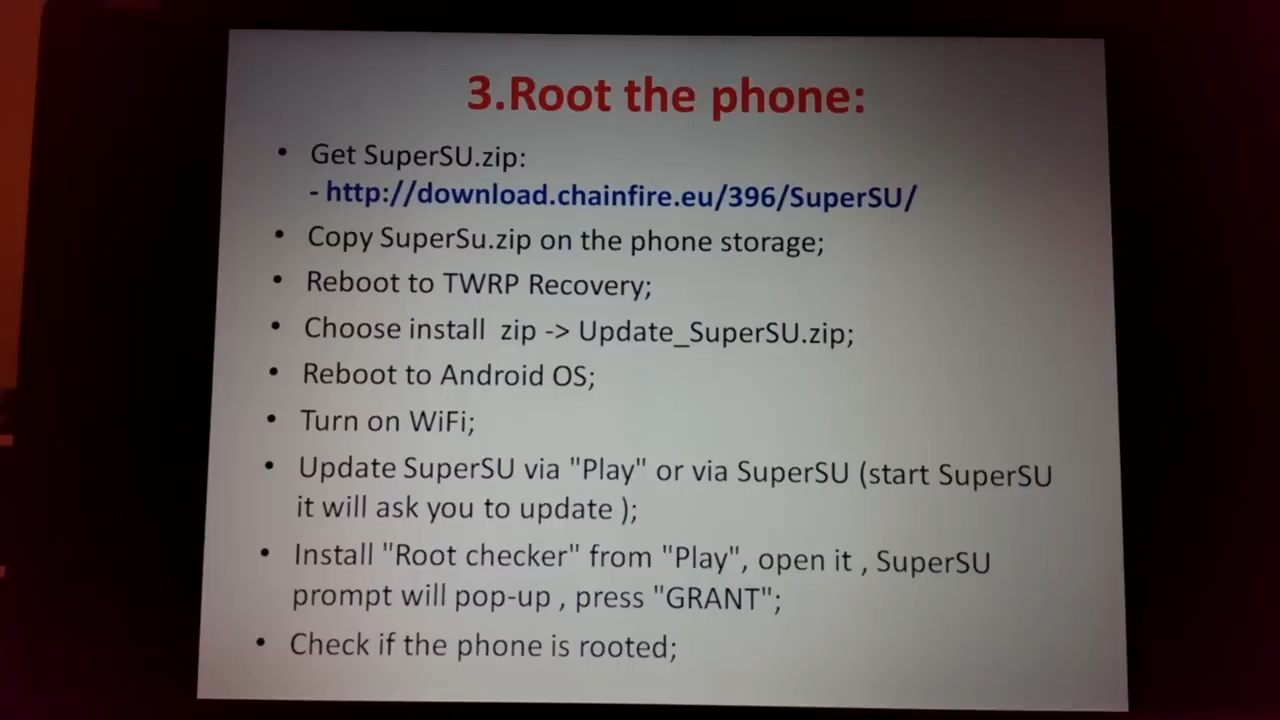 3.Root the phone:
• Get SuperSU.zip:
- http://download.chainfire.eu/396/SuperSU/
• Copy SuperSu.zip on the phone storage;
• Reboot to TWRP Recovery;
• Choose install  zip -> Update_SuperSU.zip;
• Reboot to Android OS;
• Turn on WiFi;
• Update SuperSU via "Play" or via SuperSU (start SuperSU
it will ask you to update );
• Install "Root checker" from "Play", open it , SuperSU
prompt will pop-up , press "GRANT";
• Check if the phone is rooted;